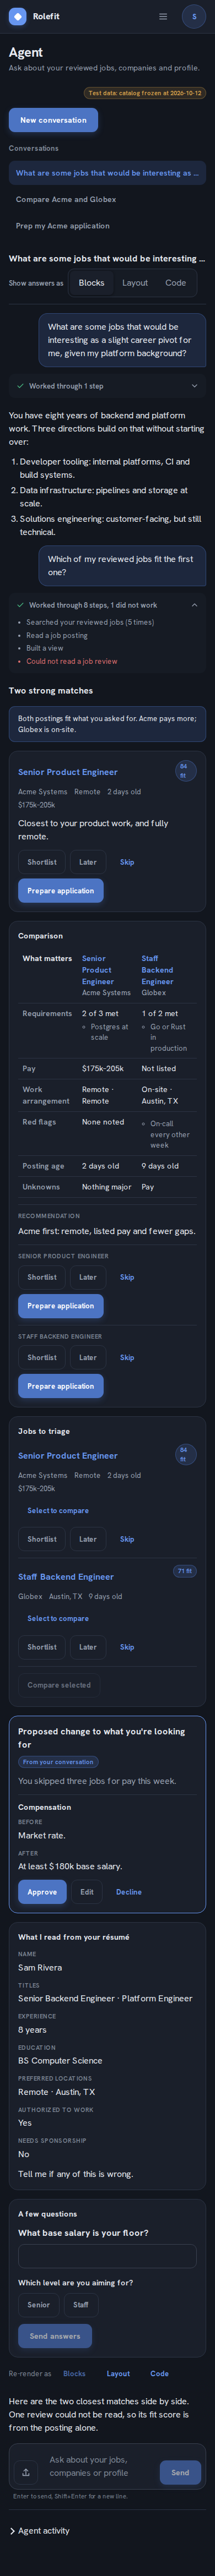 Rolefit
S
Agent
Ask about your reviewed jobs, companies and profile.
Test data: catalog frozen at 2026-10-12
New conversation
Conversations
What are some jobs that would be interesting as ...
Compare Acme and Globex
Prep my Acme application
What are some jobs that would be interesting ...
Show answers as
Blocks
Layout
Code
What are some jobs that would be
interesting as a slight career pivot for
me, given my platform background?
Worked through 1 step
You have eight years of backend and platform
work. Three directions build on that without starting
over:
1. Developer tooling: internal platforms, CI and
build systems.
2. Data infrastructure: pipelines and storage at
scale.
3. Solutions engineering: customer-facing, but still
technical.
Which of my reviewed jobs fit the first
one?
Worked through 8 steps, 1 did not work
Searched your reviewed jobs (5 times)
Read a job posting
Built a view
Could not read a job review
Two strong matches
Both postings fit what you asked for. Acme pays more;
Globex is on-site.
Senior Product Engineer
84
fit
Acme Systems Remote 2 days old
$175k–205k
Closest to your product work, and fully
remote.
Shortlist
Later
Skip
Prepare application
Comparison
What matters
Senior
Product
Engineer
Acme Systems
Staff
Backend
Engineer
Globex
Requirements
2 of 3 met
Postgres at
scale
1 of 2 met
Go or Rust
in
production
Pay
$175k–205k
Not listed
Work
arrangement
Remote ·
Remote
On-site ·
Austin, TX
Red flags
None noted
On-call
every other
week
Posting age
2 days old
9 days old
Unknowns
Nothing major
Pay
RECOMMENDATION
Acme first: remote, listed pay and fewer gaps.
SENIOR PRODUCT ENGINEER
Shortlist
Later
Skip
Prepare application
STAFF BACKEND ENGINEER
Shortlist
Later
Skip
Prepare application
Jobs to triage
Senior Product Engineer
84
fit
Acme Systems Remote 2 days old
$175k–205k
Select to compare
Shortlist
Later
Skip
Staff Backend Engineer
71 fit
Globex Austin, TX 9 days old
Select to compare
Shortlist
Later
Skip
Compare selected
Proposed change to what you're looking
for
From your conversation
You skipped three jobs for pay this week.
Compensation
BEFORE
Market rate.
AFTER
At least $180k base salary.
Approve
Edit
Decline
What I read from your résumé
NAME
Sam Rivera
TITLES
Senior Backend Engineer · Platform Engineer
EXPERIENCE
8 years
EDUCATION
BS Computer Science
PREFERRED LOCATIONS
Remote · Austin, TX
AUTHORIZED TO WORK
Yes
NEEDS SPONSORSHIP
No
Tell me if any of this is wrong.
A few questions
What base salary is your floor?
Which level are you aiming for?
Senior
Staff
Send answers
Re-render as
Blocks
Layout
Code
Here are the two closest matches side by side.
One review could not be read, so its fit score is
from the posting alone.
Ask about your jobs,
companies or profile
Send
Enter to send, Shift+Enter for a new line.
Agent activity